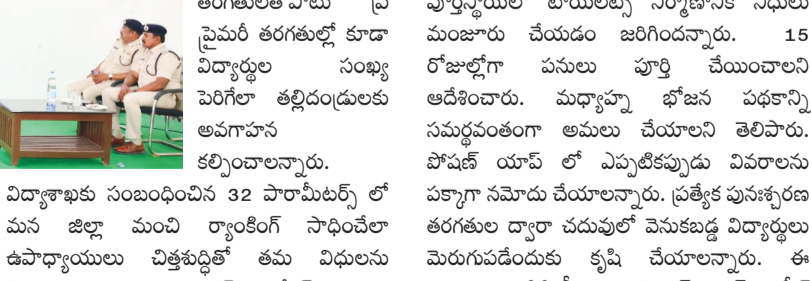 తరగతులతో పాటు ప్రీ
ప్రైమరీ తరగతుల్లో కూడా
విద్యార్థుల సంఖ్య
పెరిగేలా తల్లిదండ్రులకు
అవగాహన
కల్పించాలన్నారు.
విద్యాశాఖకు సంబంధించిన 32 పారామీటర్స్ లో
మన జిల్లా మంచి ర్యాంకింగ్ సాధించేలా
ఉపాధ్యాయులు చిత్తశుద్ధితో తమ విధులను
పూర్తిస్థాయిలో టాయిలెట్స్ నిర్మాణానికి నిధులు
మంజూరు చేయడం జరిగిందన్నారు. 15
రోజుల్లోగా పనులు పూర్తి చేయించాలని
ఆదేశించారు. మధ్యాహ్న భోజన పథకాన్ని
సమర్థవంతంగా అమలు చేయాలని తెలిపారు.
పోషణ్ యాప్ లో ఎప్పటికప్పుడు వివరాలను
పక్కాగా నమోదు చేయాలన్నారు. ప్రత్యేక పునఃశ్చరణ
తరగతుల ద్వారా చదువులో వెనుకబడ్డ విద్యార్థులు
మెరుగుపడేందుకు కృషి చేయాలన్నారు. ఈ